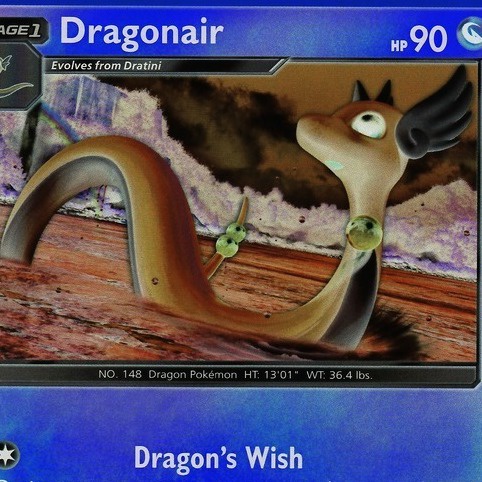 STAGE 1 Dragonair HP 90
Evolves from Dratini
NO. 148 Dragon Pokémon HT: 13'01" WT: 36.4 lbs.
Dragon's Wish